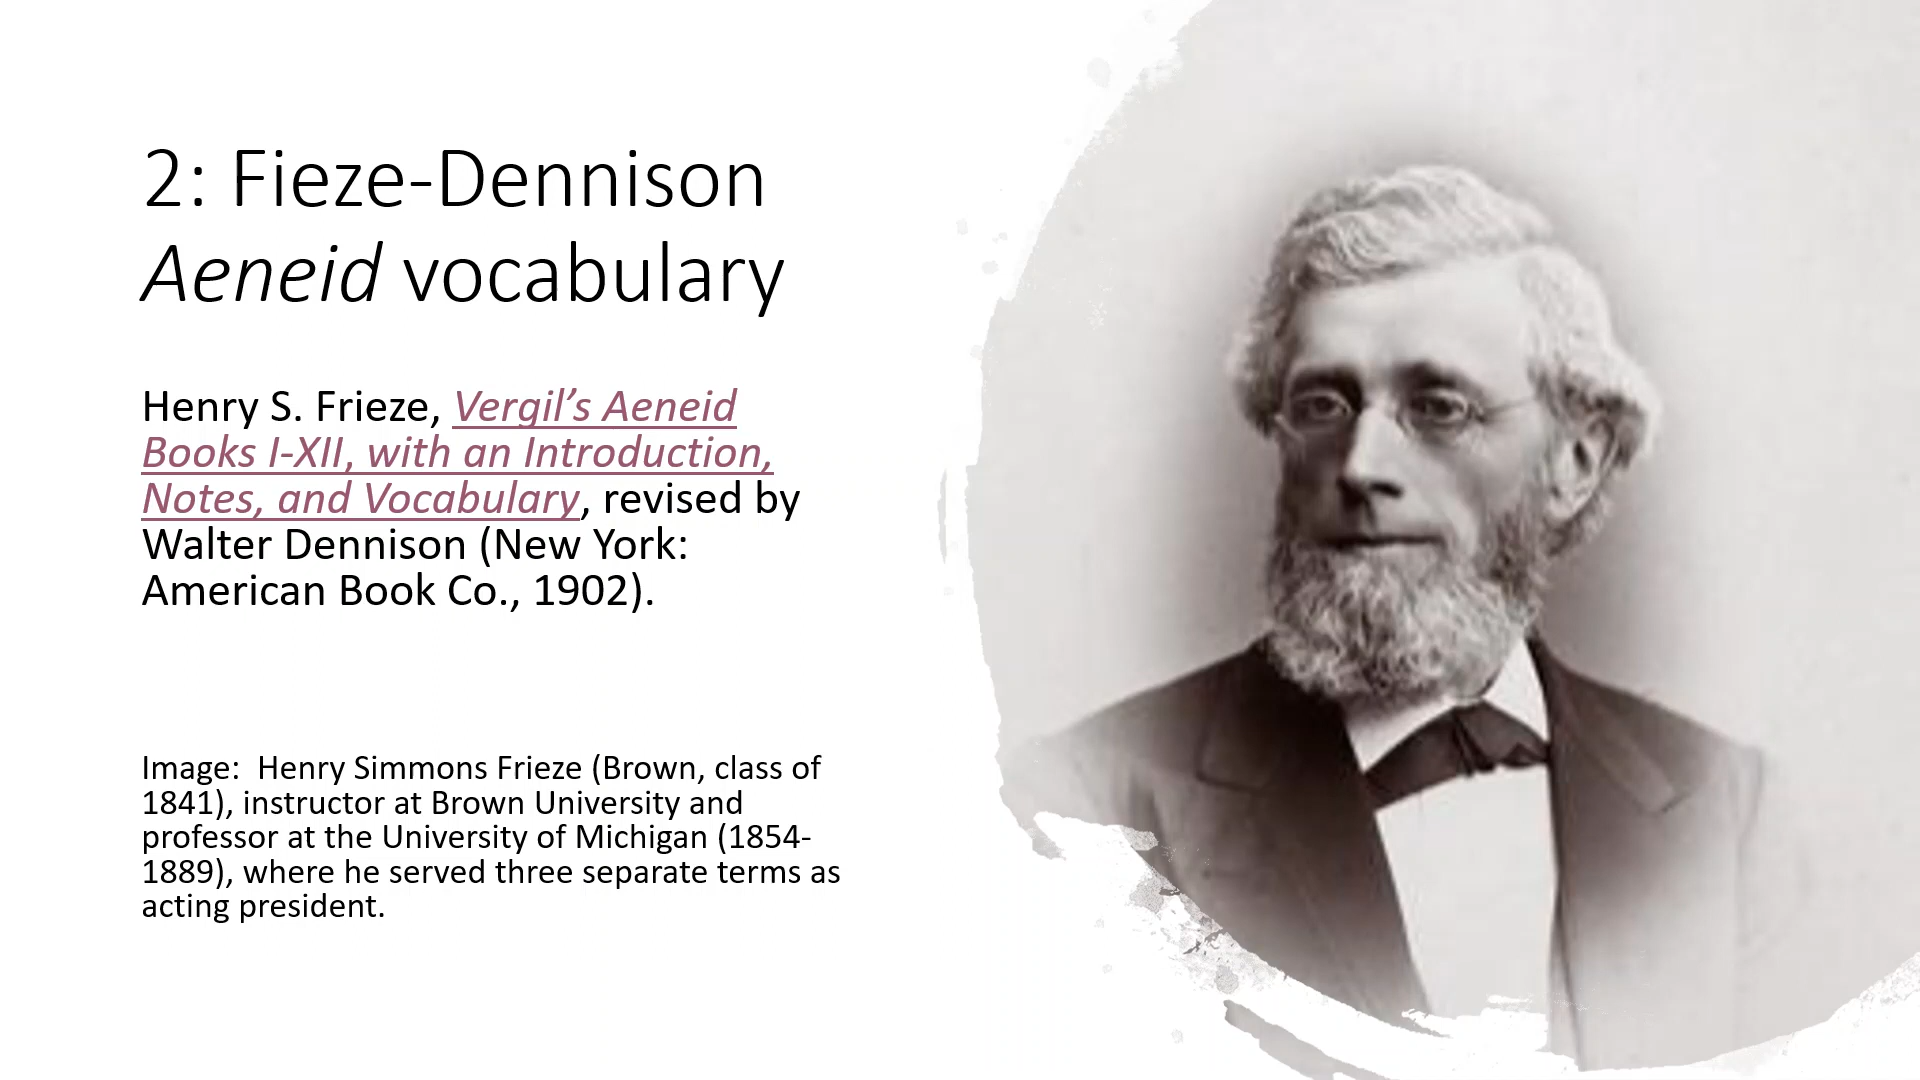 2: Fieze-Dennison
Aeneid vocabulary
Henry S. Frieze, Vergil’s Aeneid
Books I-XII, with an Introduction,
Notes, and Vocabulary, revised by
Walter Dennison (New York:
American Book Co., 1902).
Image:  Henry Simmons Frieze (Brown, class of
1841), instructor at Brown University and
professor at the University of Michigan (1854-
1889), where he served three separate terms as
acting president.